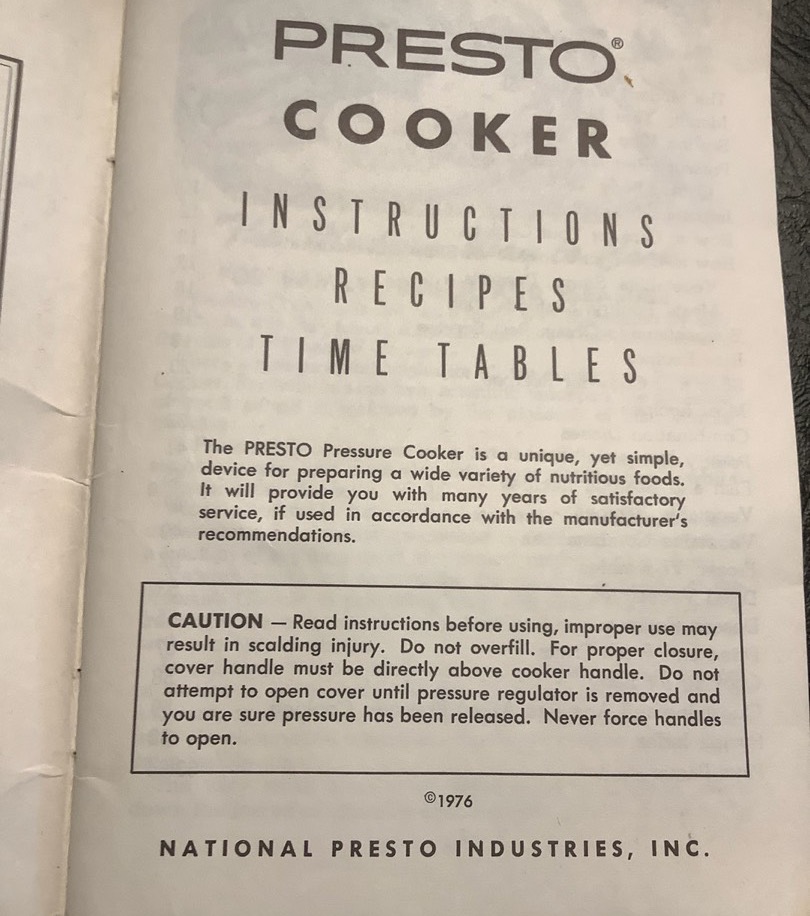 PRESTO®
COOKER
INSTRUCTIONS
RECIPES
TIME TABLES
The PRESTO Pressure Cooker is a unique, yet simple,
device for preparing a wide variety of nutritious foods.
It will provide you with many years of satisfactory
service, if used in accordance with the manufacturer's
recommendations.
CAUTION — Read instructions before using, improper use may
result in scalding injury. Do not overfill. For proper closure,
cover handle must be directly above cooker handle. Do not
attempt to open cover until pressure regulator is removed and
you are sure pressure has been released. Never force handles
to open.
©1976
NATIONAL PRESTO INDUSTRIES, INC.